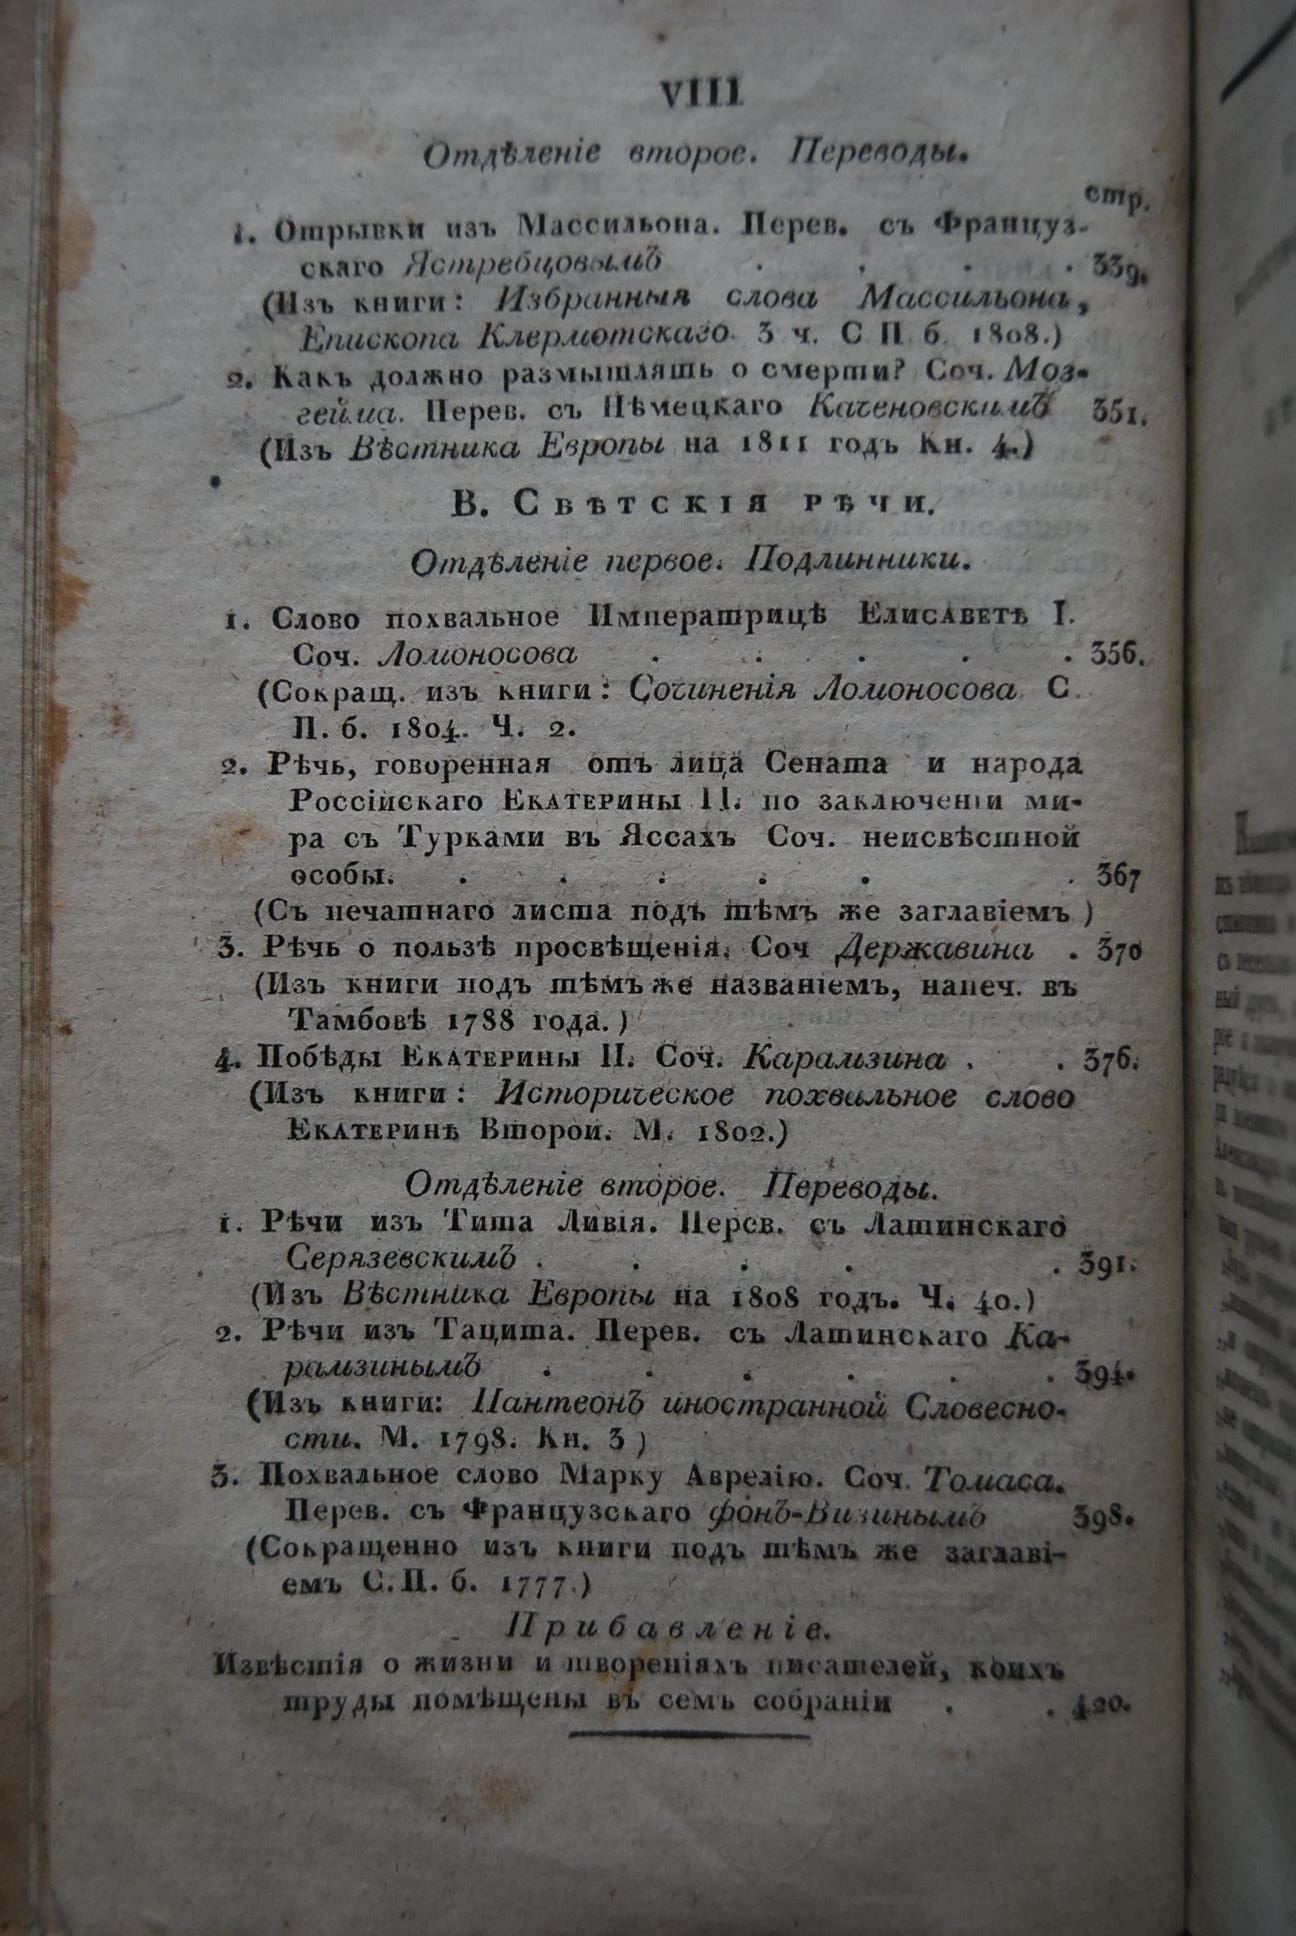 VIII
Отдѣленіе второе. Переводы.
стр.
1. Отрывки изъ Массильона. Перев. съ Француз-
скаго Ястребцовымъ . . . . 339.
(Изъ книги: Избранныя слова Массильона,
Епископа Клермотскаго. 3 ч. С П. б. 1808.)
2. Какъ должно размышлять о смерти? Соч. Моз-
гейма. Перев. съ Нѣмецкаго Каченовскимъ 351.
(Изъ Вѣстника Европы на 1811 годъ Кн. 4.)
В. Свѣтскія рѣчи.
Отдѣленіе первое. Подлинники.
1. Слово похвальное Императрицѣ Елисаветѣ I.
Соч. Ломоносова . . . . . 356.
(Сокращ. изъ книги: Сочиненія Ломоносова. С.
П. б. 1804. Ч. 2.
2. Рѣчь, говоренная отъ лица Сената и народа
Россійскаго Екатерины II. по заключеніи ми-
ра съ Турками въ Яссахъ Соч. неисвѣстной
особы. . . . . . . 367
(Съ печатнаго листа подъ тѣмъ же заглавіемъ)
3. Рѣчь о пользѣ просвѣщенія. Соч Державина . 370
(Изъ книги подъ тѣмъ же названіемъ, напеч. въ
Тамбовѣ 1788 года.)
4. Побѣды Екатерины II. Соч. Карамзина . . 376.
(Изъ книги: Историческое похвальное слово
Екатеринѣ Второй. М. 1802.)
Отдѣленіе второе. Переводы.
1. Рѣчи изъ Тита Ливія. Перев. съ Латинскаго
Серязевскимъ . . . . . 391.
(Изъ Вѣстника Европы на 1808 годъ. Ч. 40.)
2. Рѣчи изъ Тацита. Перев. съ Латинскаго Ка-
рамзинымъ . . . . . . 394.
(Изъ книги: Пантеонъ иностранной Словесно-
сти. М. 1798. Кн. 3)
3. Похвальное слово Марку Аврелію. Соч. Томаса.
Перев. съ Французскаго фонъ-Визинымъ 398.
(Сокращенно изъ книги подъ тѣмъ же заглаві-
емъ С. П. б. 1777.)
Прибавленіе.
Извѣстія о жизни и твореніяхъ писателей, коихъ
труды помѣщены въ семъ собраніи . . 420.